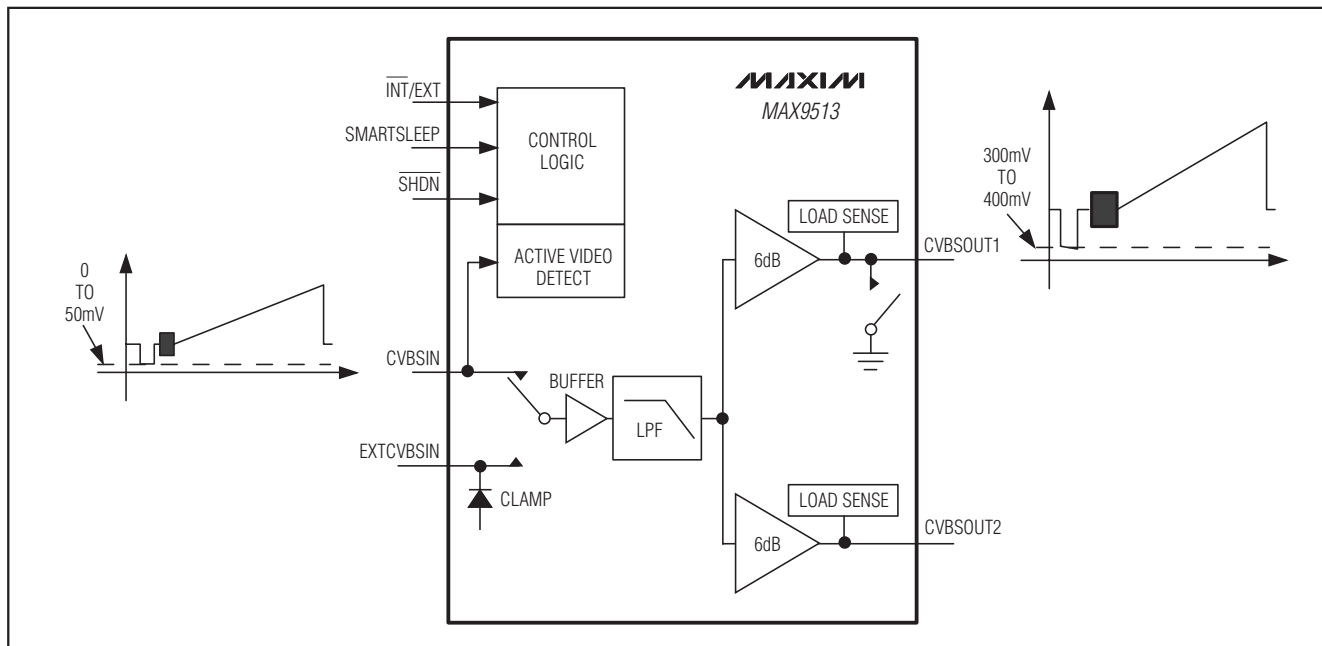 MAXIM
MAX9513
INT/EXT
SMARTSLEEP
SHDN
CONTROL
LOGIC
ACTIVE VIDEO
DETECT
0
TO
50mV
CVBSIN
BUFFER
LPF
EXTCVBSIN
CLAMP
6dB
LOAD SENSE
CVBSOUT1
300mV
TO
400mV
6dB
LOAD SENSE
CVBSOUT2